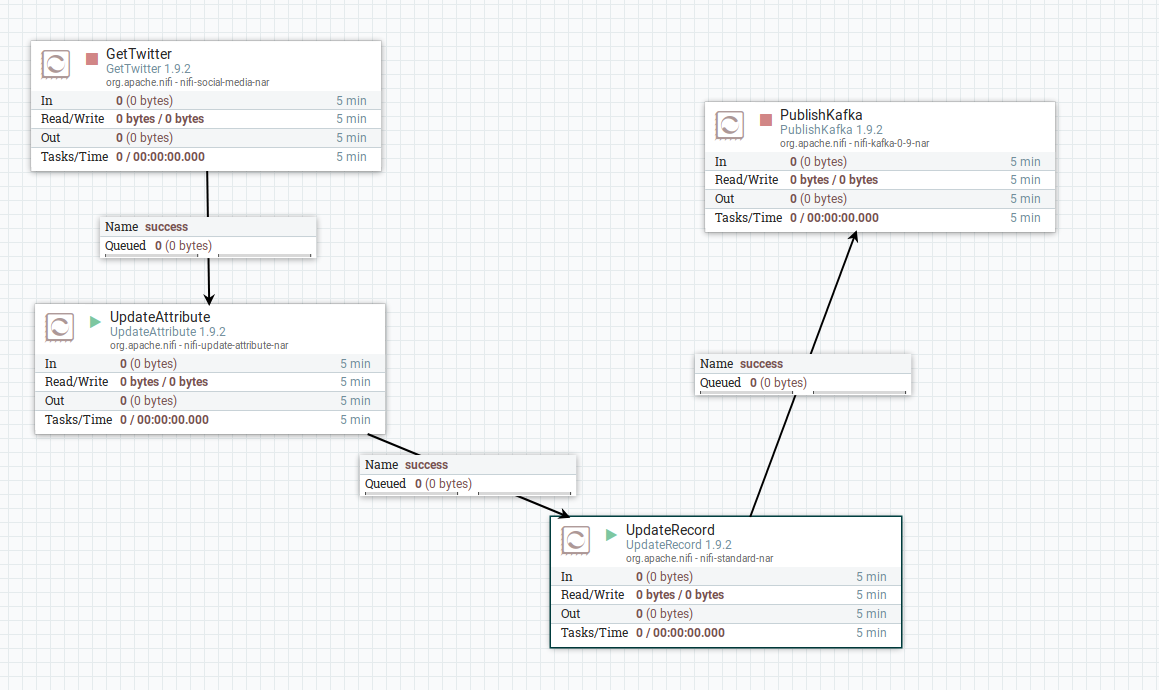 GetTwitter
GetTwitter 1.9.2
org.apache.nifi - nifi-social-media-nar
In 0 (0 bytes) 5 min
Read/Write 0 bytes / 0 bytes 5 min
Out 0 (0 bytes) 5 min
Tasks/Time 0 / 00:00:00.000 5 min
Name success
Queued 0 (0 bytes)
UpdateAttribute
UpdateAttribute 1.9.2
org.apache.nifi - nifi-update-attribute-nar
In 0 (0 bytes) 5 min
Read/Write 0 bytes / 0 bytes 5 min
Out 0 (0 bytes) 5 min
Tasks/Time 0 / 00:00:00.000 5 min
Name success
Queued 0 (0 bytes)
UpdateRecord
UpdateRecord 1.9.2
org.apache.nifi - nifi-standard-nar
In 0 (0 bytes) 5 min
Read/Write 0 bytes / 0 bytes 5 min
Out 0 (0 bytes) 5 min
Tasks/Time 0 / 00:00:00.000 5 min
Name success
Queued 0 (0 bytes)
PublishKafka
PublishKafka 1.9.2
org.apache.nifi - nifi-kafka-0-9-nar
In 0 (0 bytes) 5 min
Read/Write 0 bytes / 0 bytes 5 min
Out 0 (0 bytes) 5 min
Tasks/Time 0 / 00:00:00.000 5 min